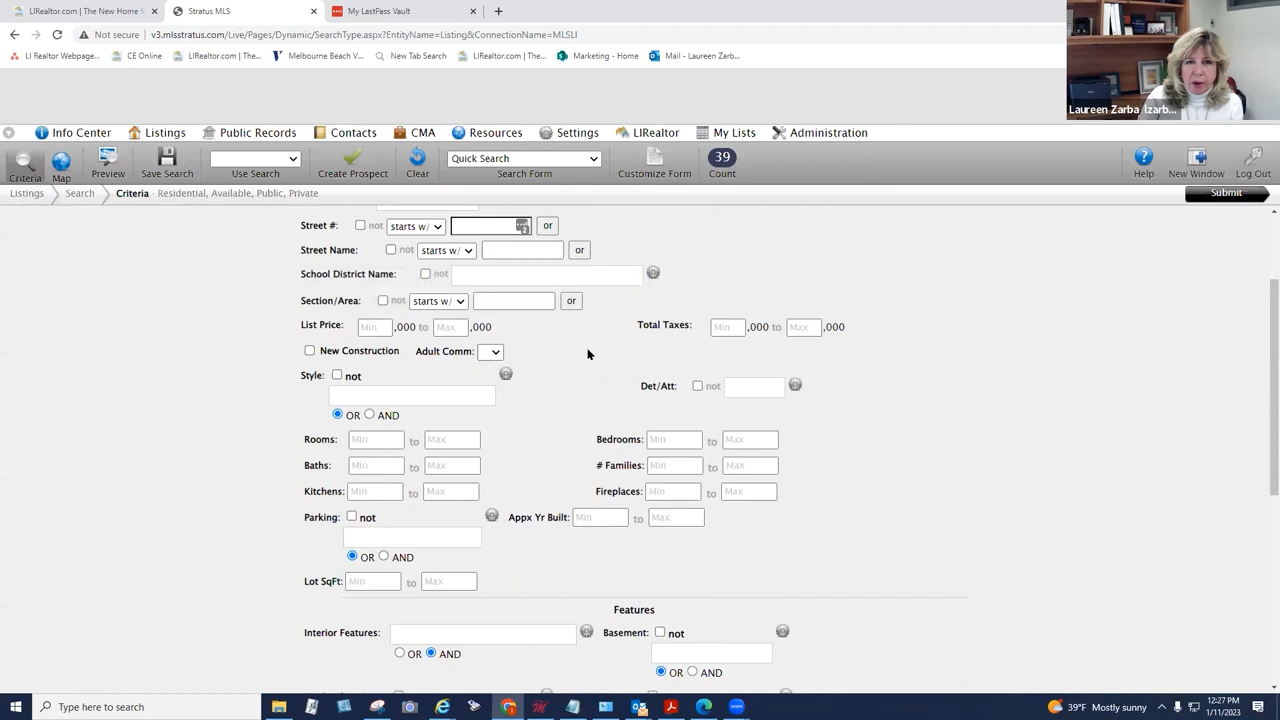 LIRealtor.com | The New Home f
Stratus MLS
My LastPass Vault
Not secure
v3.mlsstratus.com/Live/Pages/Dynamic/SearchType.aspx?EntityName=
ConnectionName=MLSLI
LI Realtor Webpage...
CE Online
LIRealtor.com | The...
Melbourne Beach V...
New Tab Search
LIRealtor.com | The...
Marketing - Home
Mail - Laureen Zarb...
Laureen Zarba lzarb...
Info Center
Listings
Public Records
Contacts
CMA
Resources
Settings
LIRealtor
My Lists
Administration
Criteria
Map
Preview
Save Search
Use Search
Create Prospect
Clear
Quick Search
Search Form
Customize Form
39
Count
Help
New Window
Log Out
Listings
Search
Criteria - Residential, Available, Public, Private
Submit
Street #: not starts w/ or
Street Name: not starts w/ or
School District Name: not
Section/Area: not starts w/ or
List Price: Min ,000 to Max ,000 Total Taxes: Min ,000 to Max ,000
New Construction Adult Comm:
Style: not
Det/Att: not
OR AND
Rooms: Min to Max Bedrooms: Min to Max
Baths: Min to Max # Families: Min to Max
Kitchens: Min to Max Fireplaces: Min to Max
Parking: not Appx Yr Built: Min to Max
OR AND
Lot SqFt: Min to Max
Features
Interior Features: Basement: not
OR AND
OR AND
Type here to search
39°F Mostly sunny
12:27 PM
1/11/2023